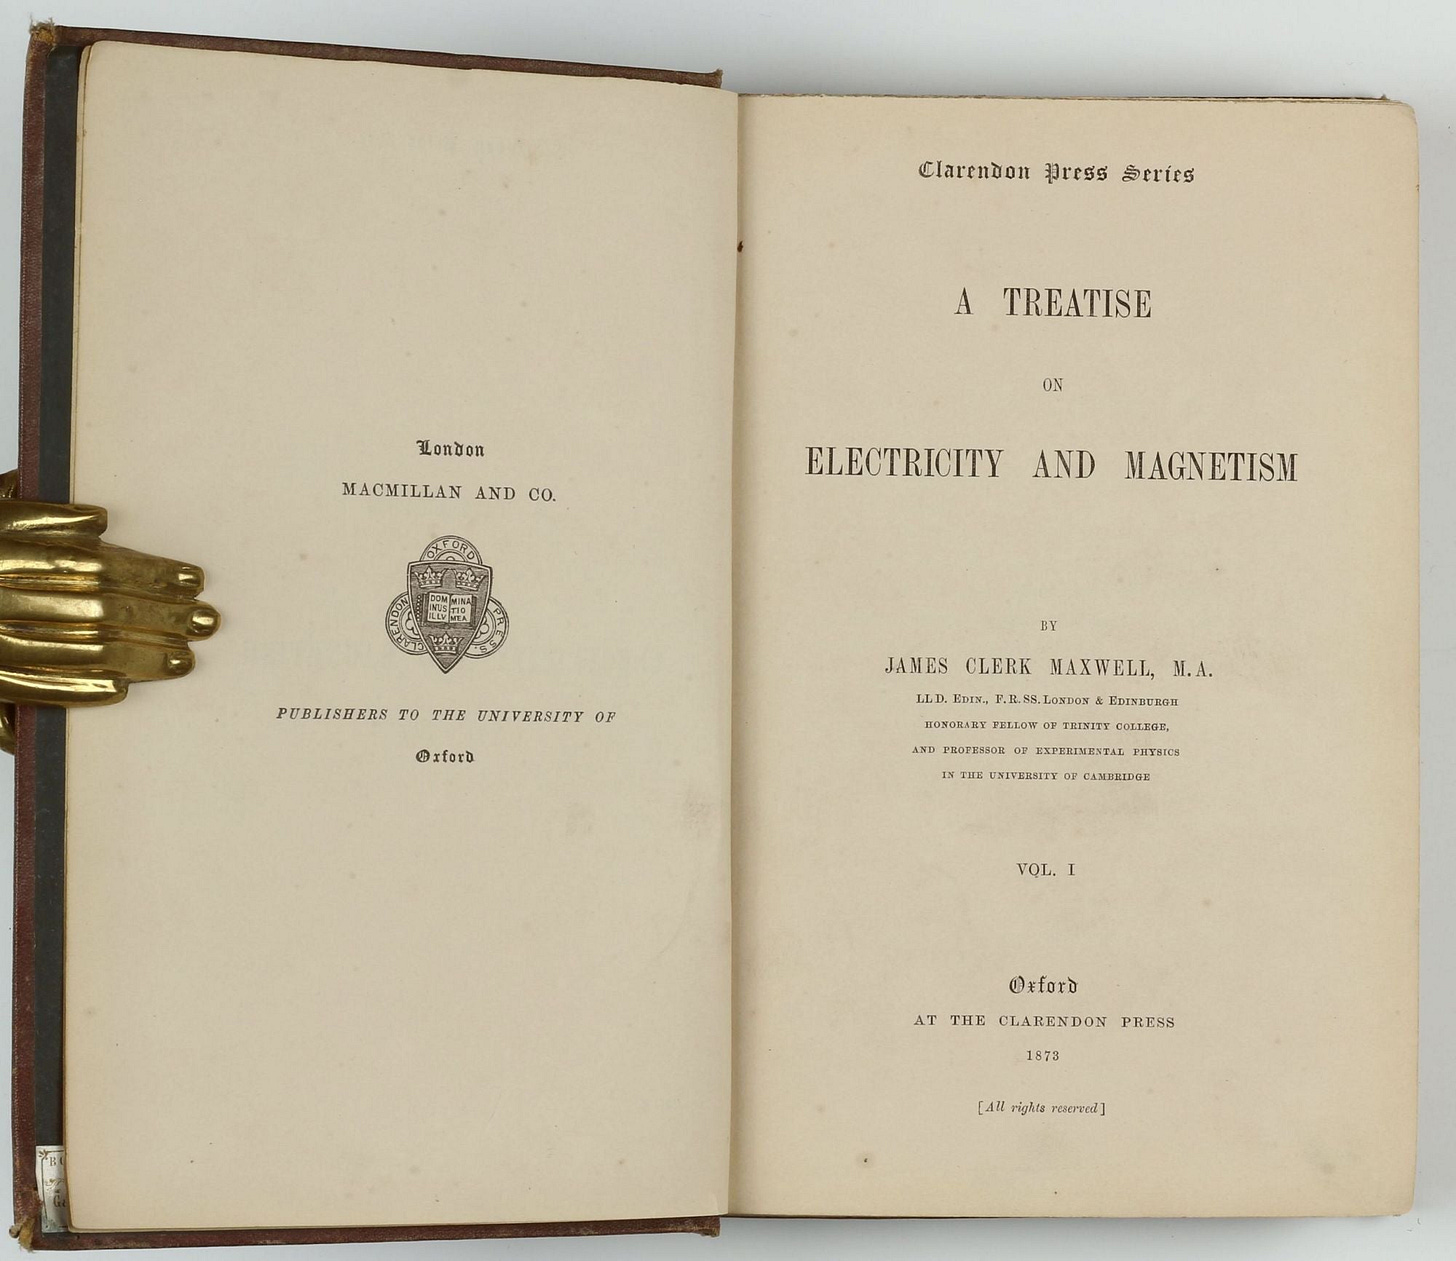 London
MACMILLAN AND CO.
OXFORD
CLARENDON PRESS.
DOM MINA
INUS TIO
ILLV MEA
PUBLISHERS TO THE UNIVERSITY OF
Oxford
Clarendon Press Series
A TREATISE
ON
ELECTRICITY AND MAGNETISM
BY
JAMES CLERK MAXWELL, M.A.
LLD. EDIN., F.R.SS. LONDON & EDINBURGH
HONORARY FELLOW OF TRINITY COLLEGE,
AND PROFESSOR OF EXPERIMENTAL PHYSICS
IN THE UNIVERSITY OF CAMBRIDGE
VOL. I
Oxford
AT THE CLARENDON PRESS
1873
[All rights reserved]